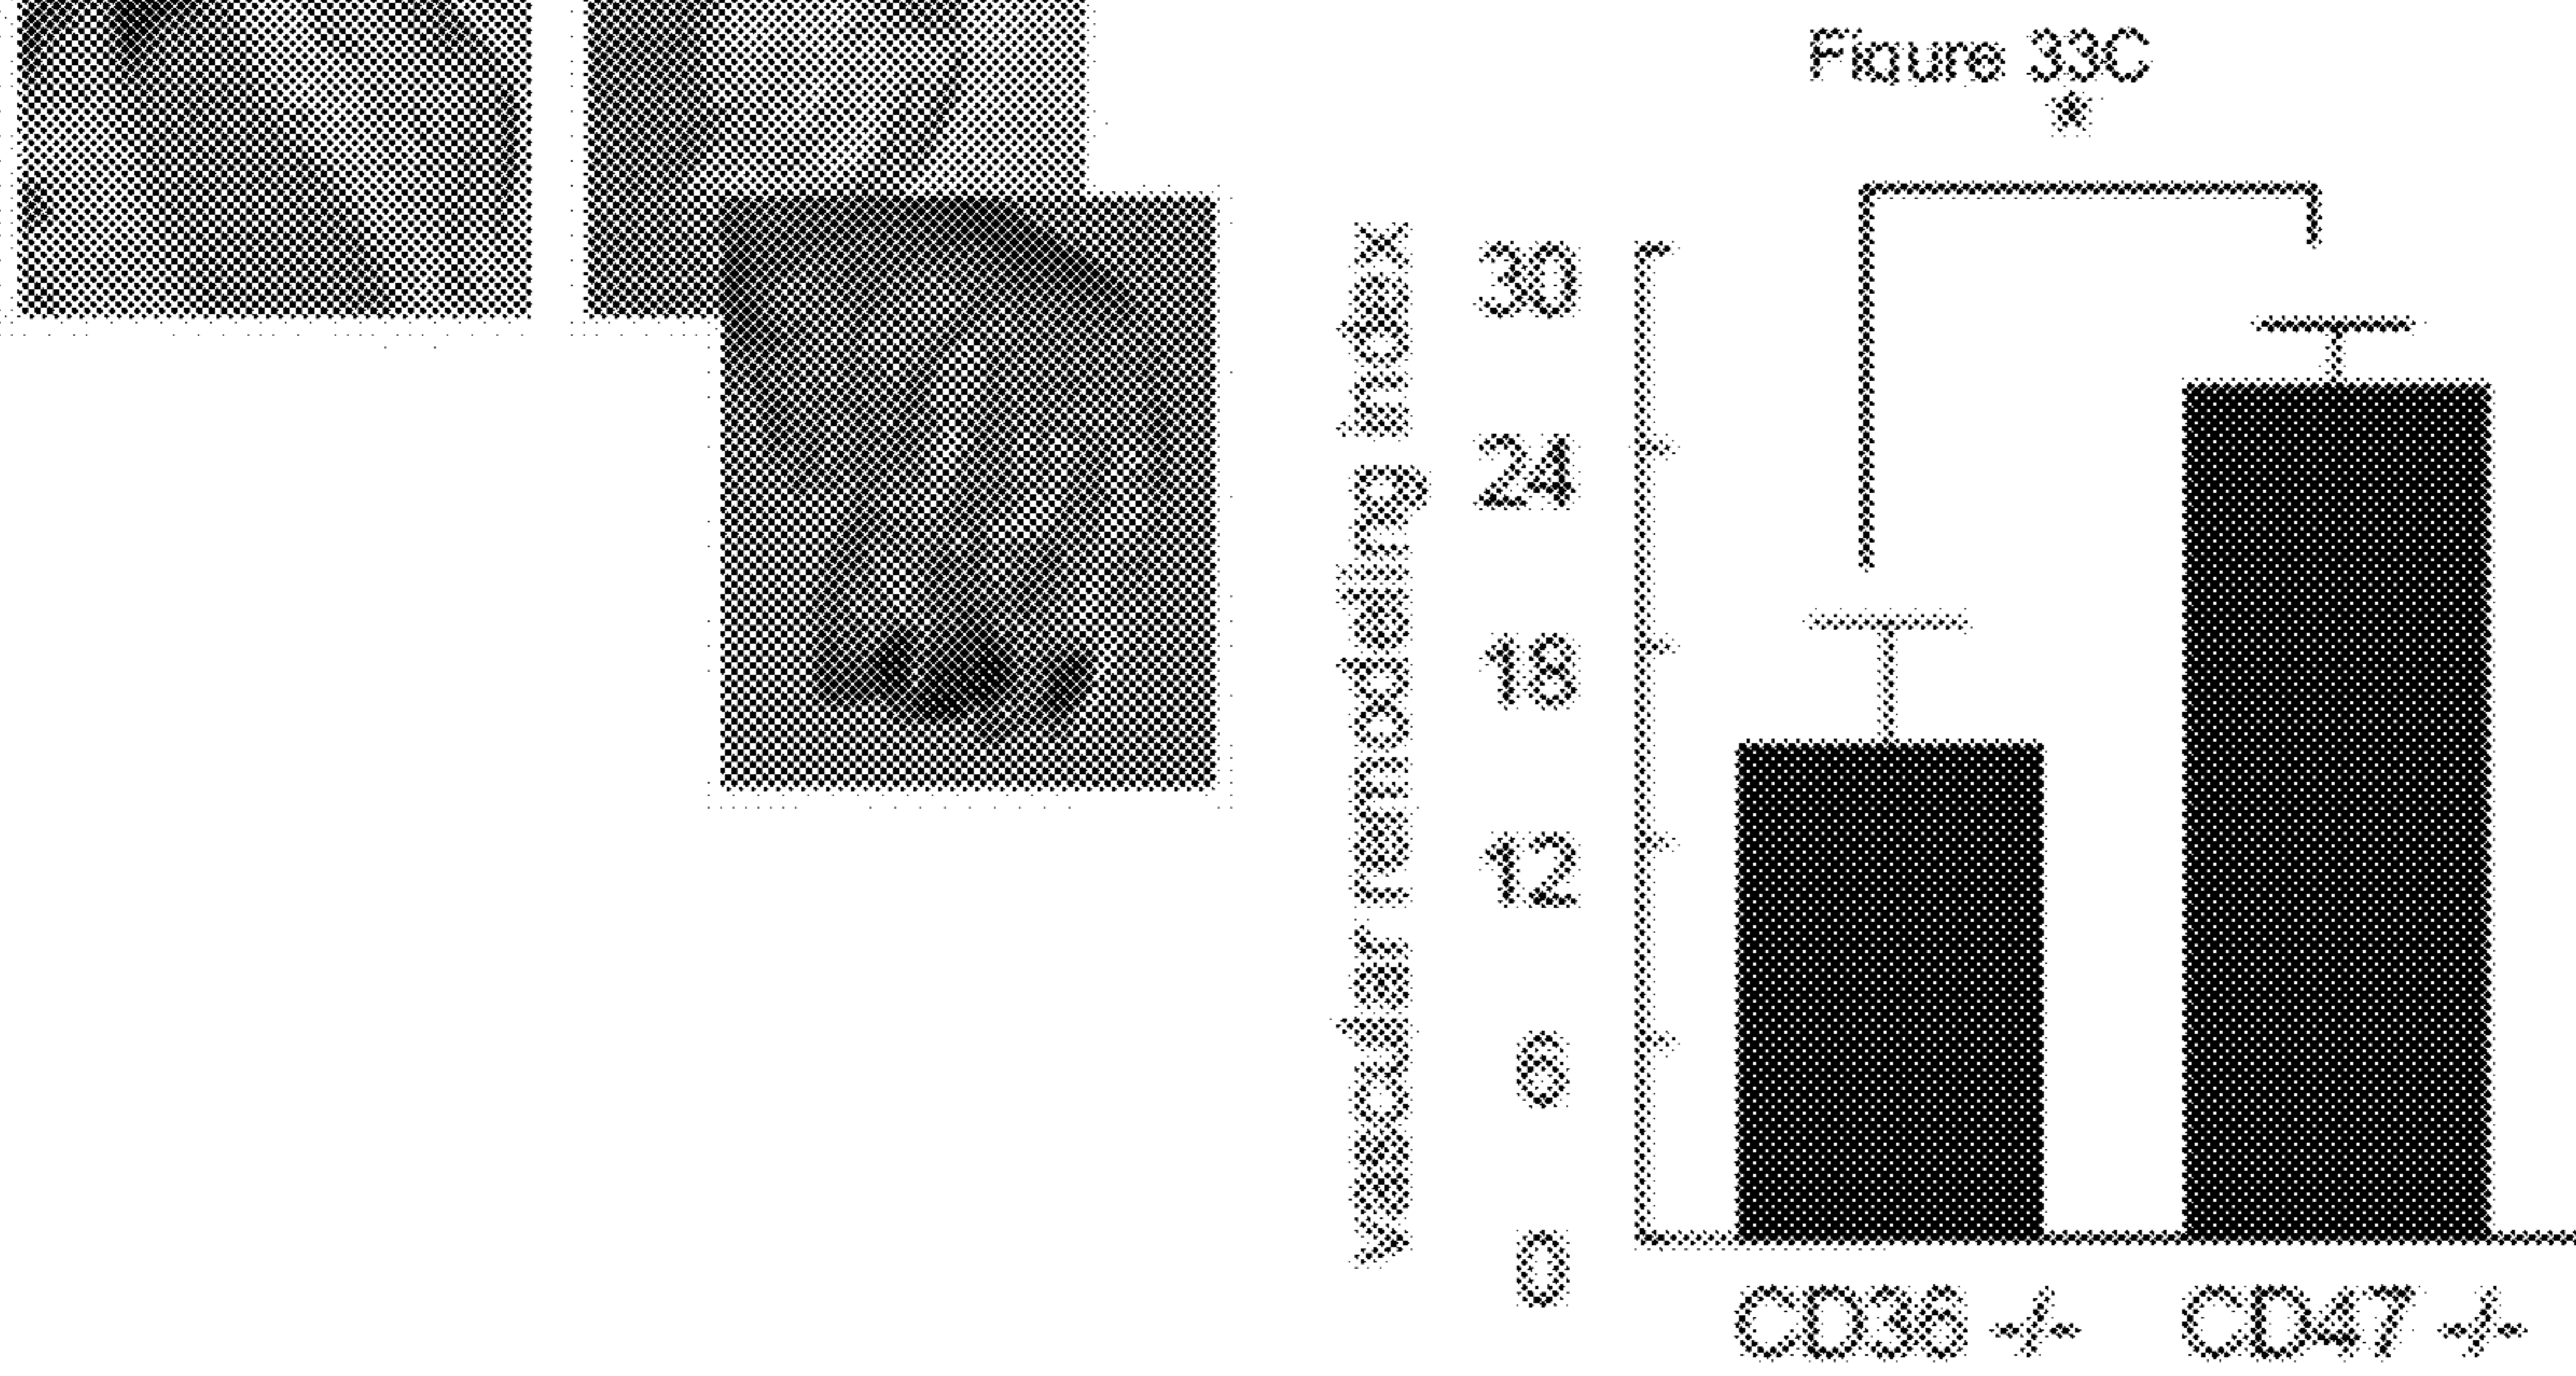 Figure 33C
*
vascular remodeling index
30
24
18
12
6
0
CD36 -/-
CD47 -/-